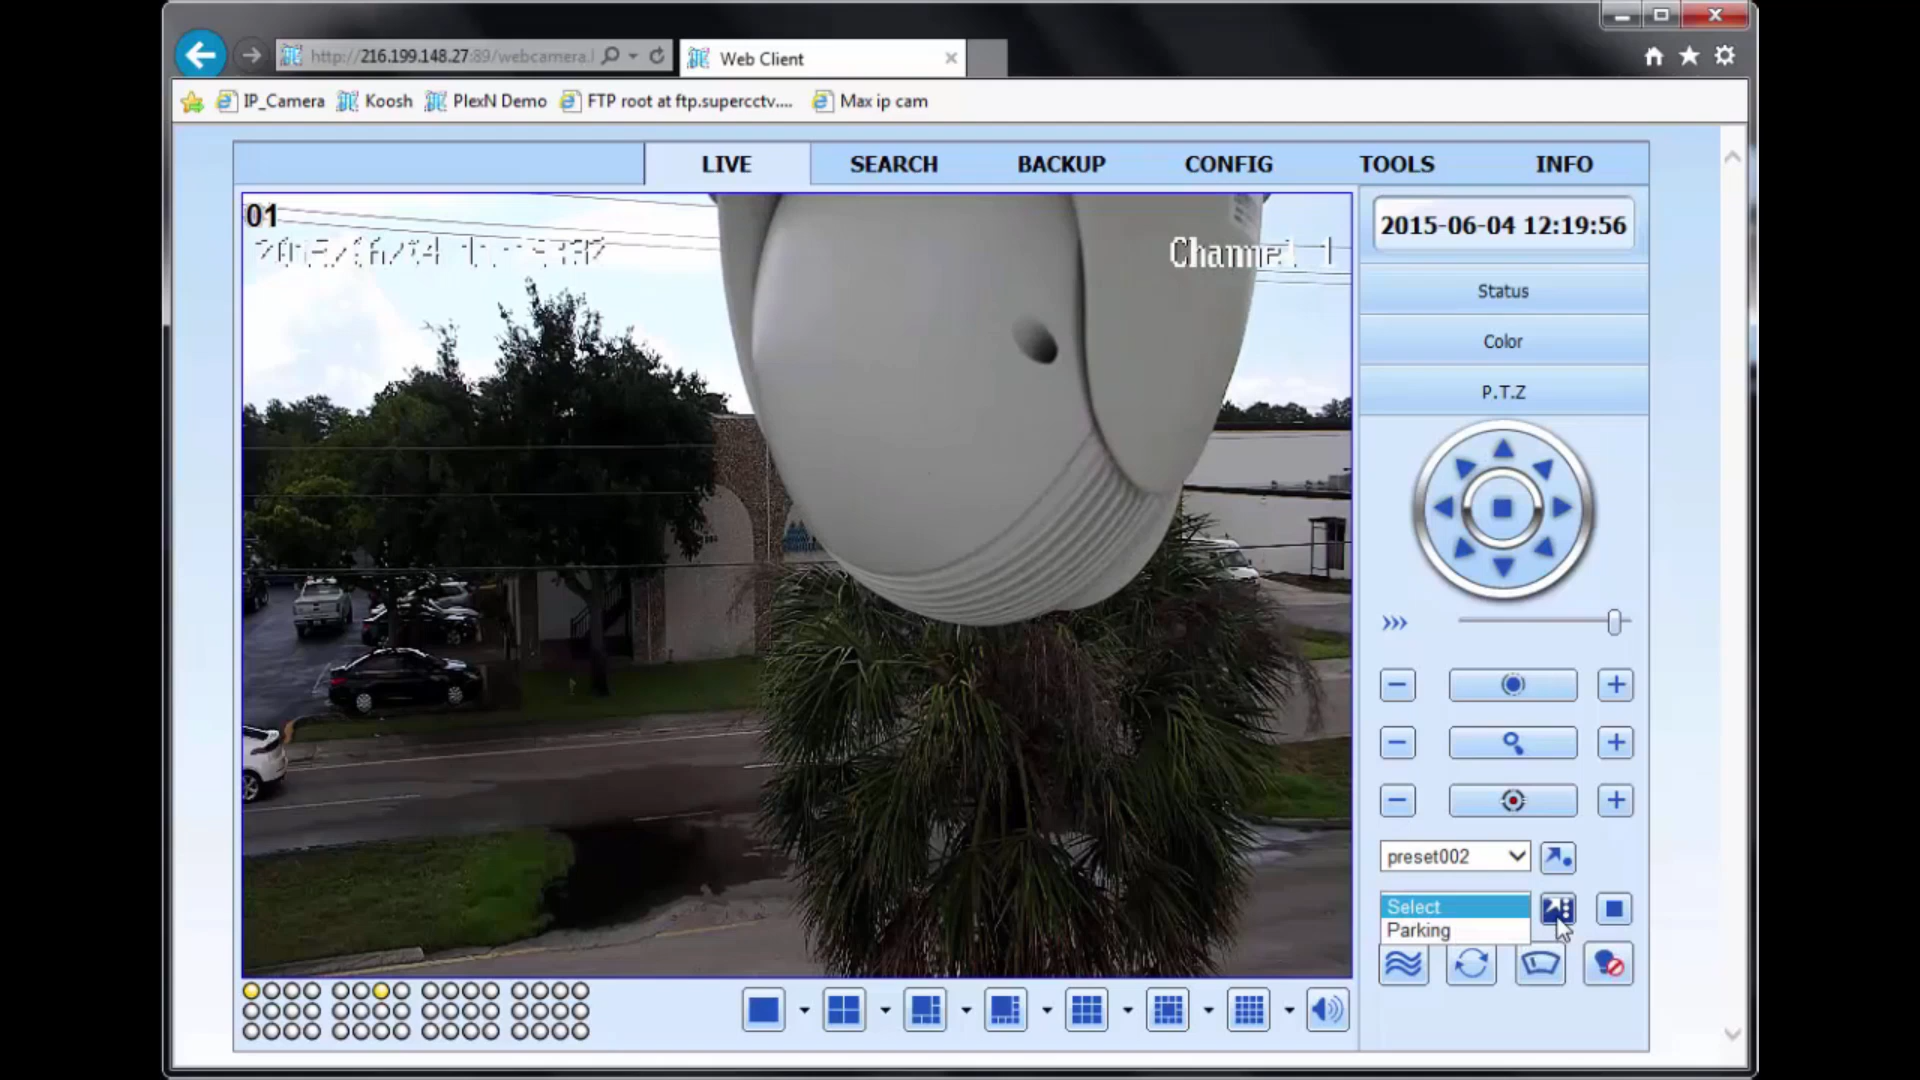 http://216.199.148.27:89/webcamera.
Web Client
IP_Camera Koosh PlexN Demo FTP root at ftp.supercctv.... Max ip cam
LIVE SEARCH BACKUP CONFIG TOOLS INFO
01
Channel 1
2015-06-04 12:19:56
Status
Color
P.T.Z
preset002
Select
Parking